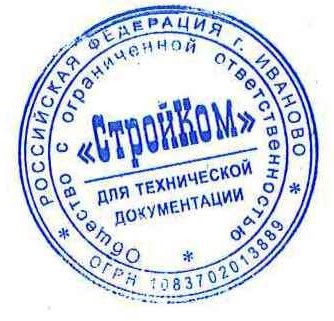 * РОССИЙСКАЯ ФЕДЕРАЦИЯ г. ИВАНОВО *
ОГРН 1083702013889
Общество с ограниченной ответственностью *
«СтройКом»
ДЛЯ ТЕХНИЧЕСКОЙ
ДОКУМЕНТАЦИИ